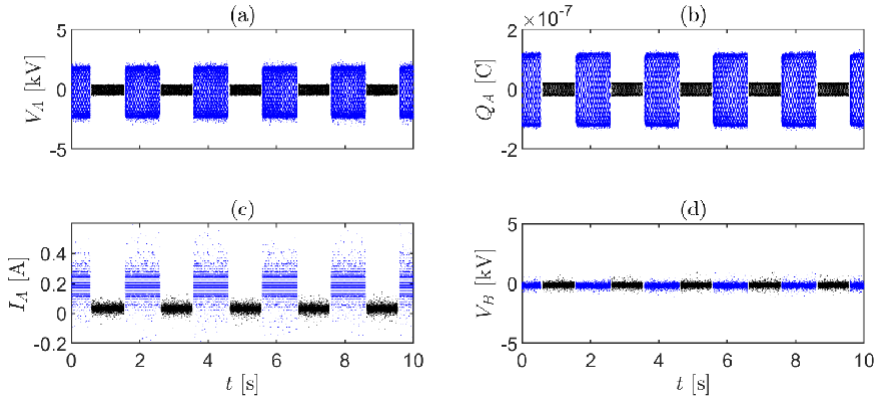 (a)
5
0
-5
V_A [kV]
(b)
×10⁻⁷
2
0
-2
Q_A [C]
(c)
0.4
0.2
0
-0.2
I_A [A]
0 2 4 6 8 10
t [s]
(d)
5
0
-5
V_B [kV]
0 2 4 6 8 10
t [s]